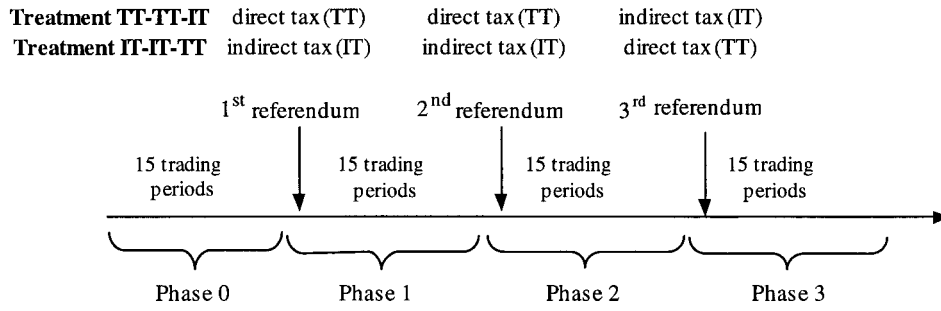 Treatment TT-TT-IT direct tax (TT) direct tax (TT) indirect tax (IT)
Treatment IT-IT-TT indirect tax (IT) indirect tax (IT) direct tax (TT)
1st referendum 2nd referendum 3rd referendum
15 trading 15 trading 15 trading 15 trading
periods periods periods periods
Phase 0 Phase 1 Phase 2 Phase 3